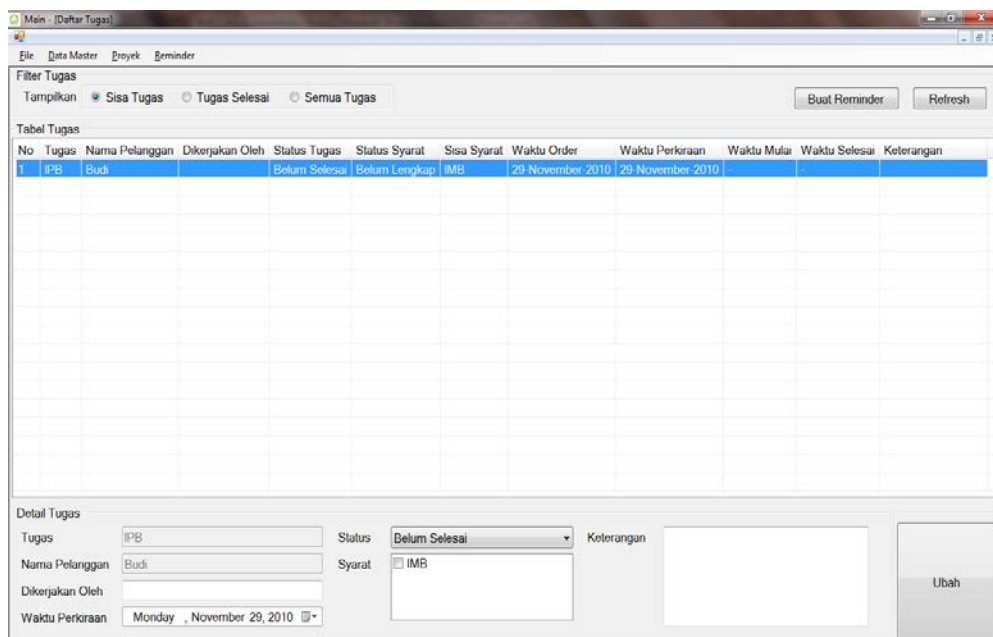 Main - [Daftar Tugas]
File Data Master Proyek Reminder
Filter Tugas
Tampilkan Sisa Tugas Tugas Selesai Semua Tugas Buat Reminder Refresh
Tabel Tugas
No Tugas Nama Pelanggan Dikerjakan Oleh Status Tugas Status Syarat Sisa Syarat Waktu Order Waktu Perkiraan Waktu Mulai Waktu Selesai Keterangan
1 IPB Budi Belum Selesai Belum Lengkap IMB 29-November-2010 29-November-2010 - -
Detail Tugas
Tugas IPB Status Belum Selesai Keterangan
Nama Pelanggan Budi Syarat IMB
Dikerjakan Oleh Ubah
Waktu Perkiraan Monday , November 29, 2010